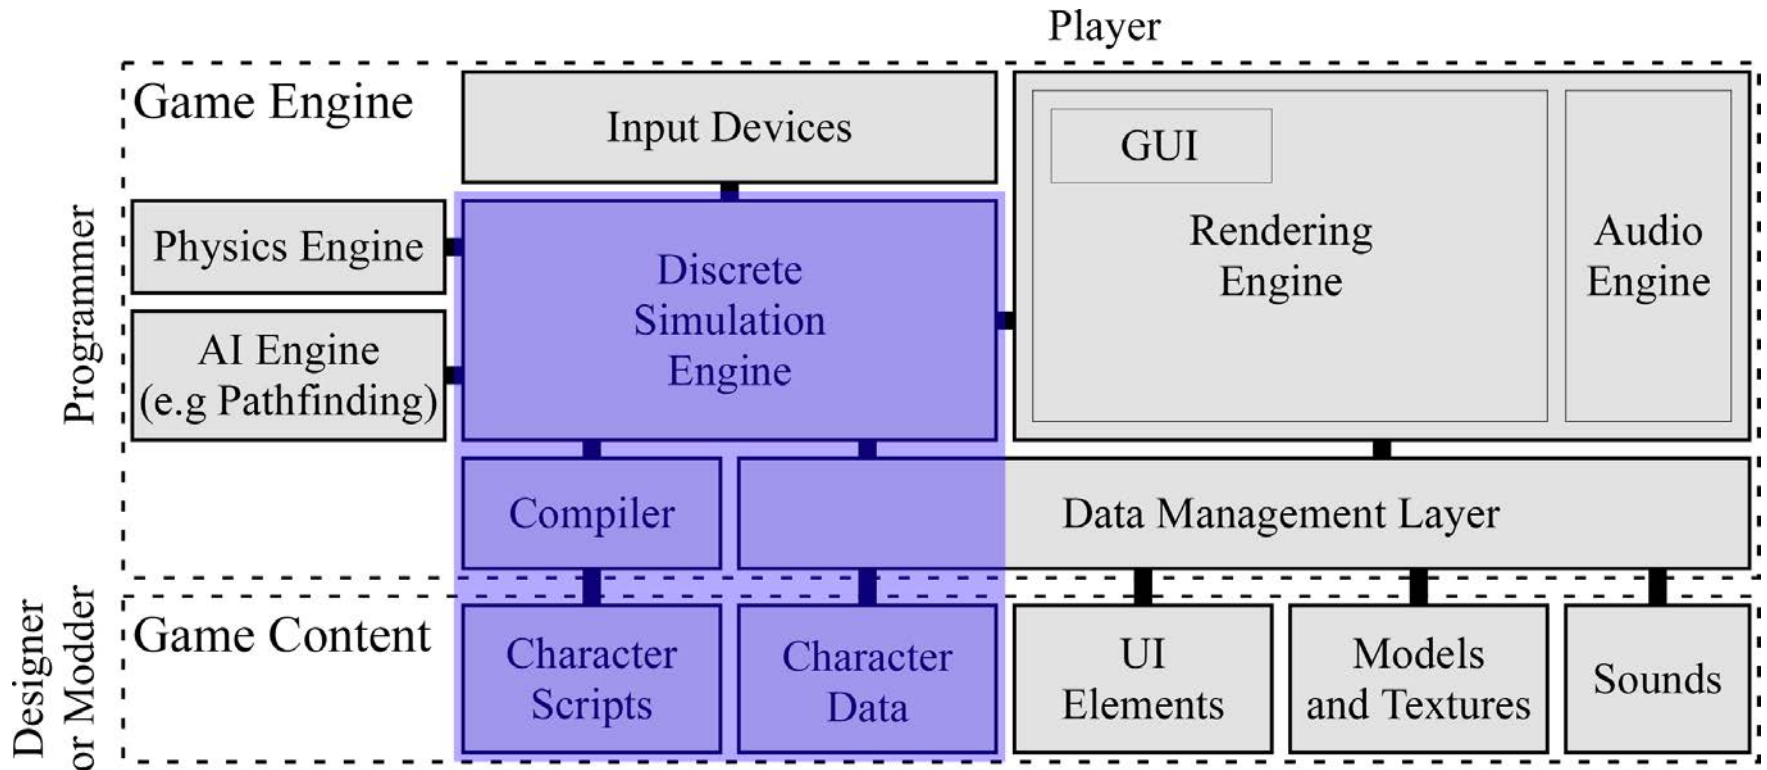 Player
Game Engine
Input Devices
GUI
Rendering
Engine
Audio
Engine
Programmer
Physics Engine
AI Engine
(e.g Pathfinding)
Discrete
Simulation
Engine
Compiler
Data Management Layer
Designer
or Modder
Game Content
Character
Scripts
Character
Data
UI
Elements
Models
and Textures
Sounds